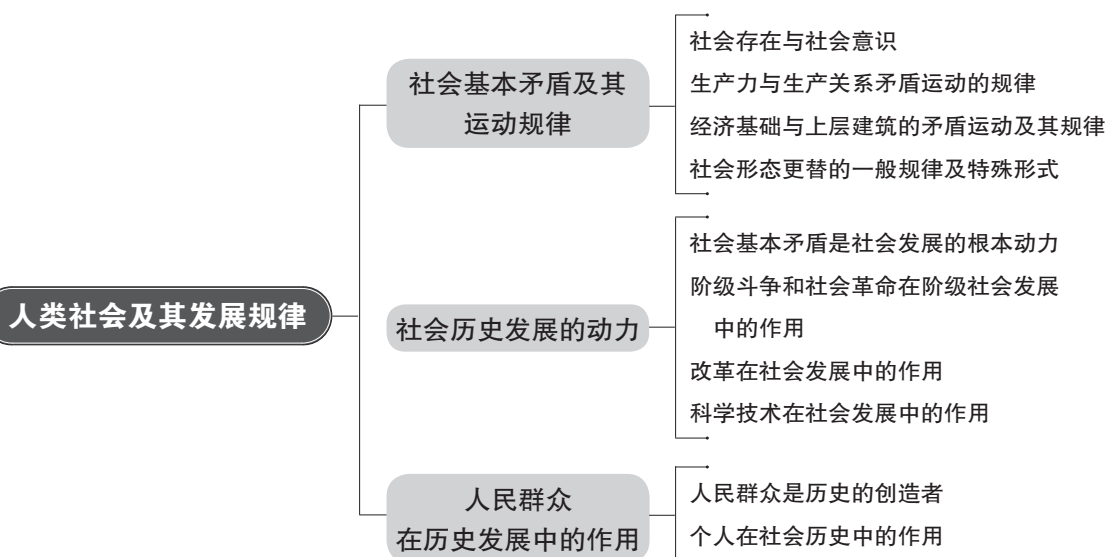 人类社会及其发展规律
社会基本矛盾及其
运动规律
社会存在与社会意识
生产力与生产关系矛盾运动的规律
经济基础与上层建筑的矛盾运动及其规律
社会形态更替的一般规律及特殊形式
社会历史发展的动力
社会基本矛盾是社会发展的根本动力
阶级斗争和社会革命在阶级社会发展
中的作用
改革在社会发展中的作用
科学技术在社会发展中的作用
人民群众
在历史发展中的作用
人民群众是历史的创造者
个人在社会历史中的作用